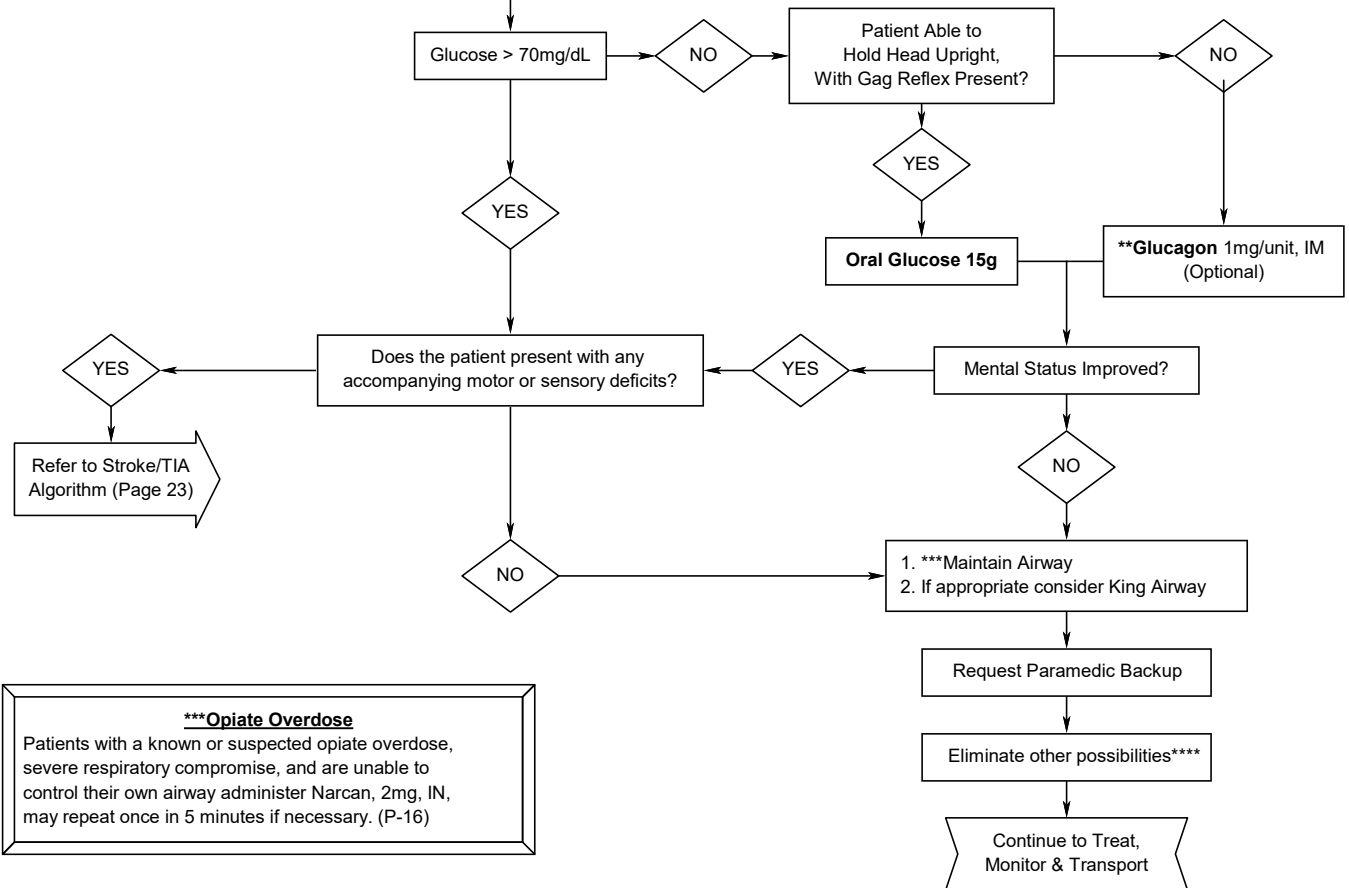 Glucose > 70mg/dL
NO
Patient Able to
Hold Head Upright,
With Gag Reflex Present?
NO
YES
YES
Oral Glucose 15g
**Glucagon 1mg/unit, IM
(Optional)
YES
Does the patient present with any
accompanying motor or sensory deficits?
YES
Mental Status Improved?
Refer to Stroke/TIA
Algorithm (Page 23)
NO
NO
1. ***Maintain Airway
2. If appropriate consider King Airway
Request Paramedic Backup
***Opiate Overdose
Patients with a known or suspected opiate overdose,
severe respiratory compromise, and are unable to
control their own airway administer Narcan, 2mg, IN,
may repeat once in 5 minutes if necessary. (P-16)
Eliminate other possibilities****
Continue to Treat,
Monitor & Transport